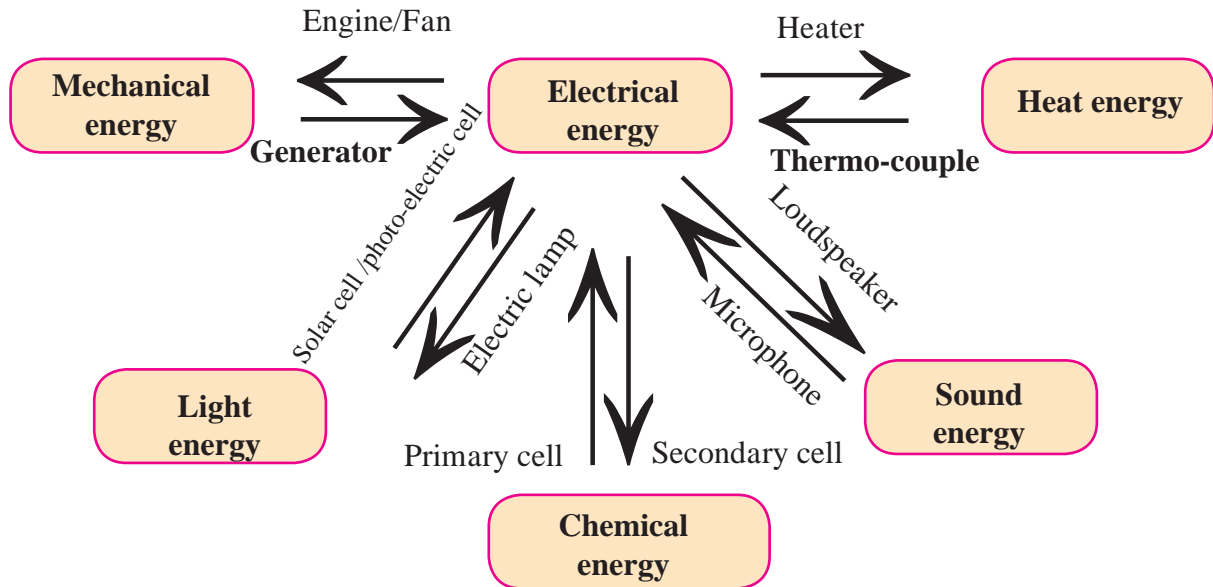 Engine/Fan
Heater
Mechanical
energy
Electrical
energy
Heat energy
Generator
Thermo-couple
Solar cell /photo-electric cell
Electric lamp
Loudspeaker
Microphone
Light
energy
Sound
energy
Primary cell
Secondary cell
Chemical
energy